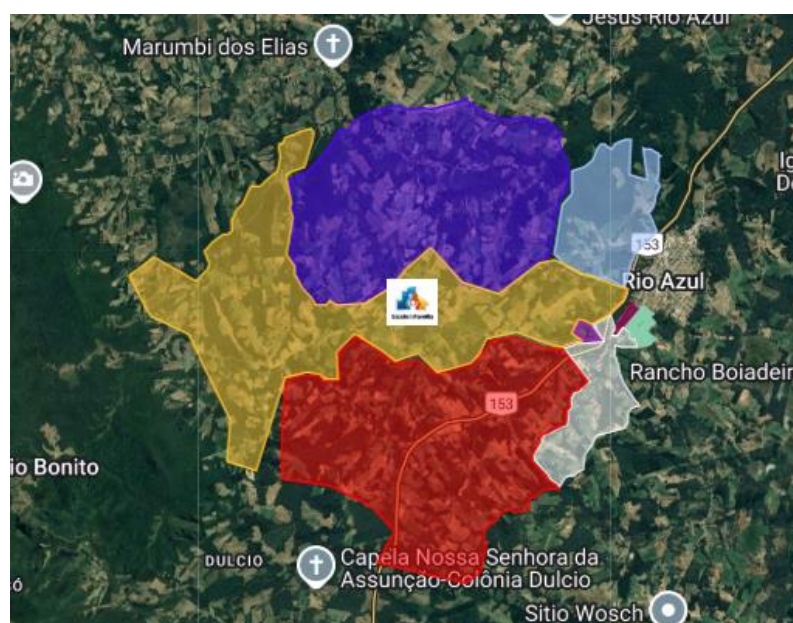 Jesus Rio Azul
Marumbi dos Elias
153
Rio Azul
Rancho Boiadeir
153
io Bonito
DULCIO
Capela Nossa Senhora da
Assunção-Colônia Dulcio
Sitio Wosch